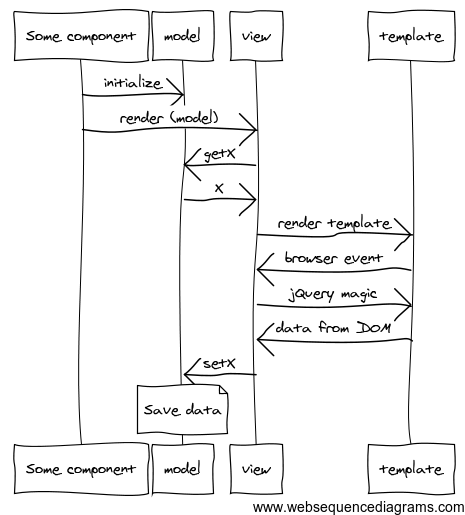 Some component model view template
initialize
render (model)
getX
X
render template
browser event
jQuery magic
data from DOM
setX
Save data
Some component model view template
www.websequencediagrams.com